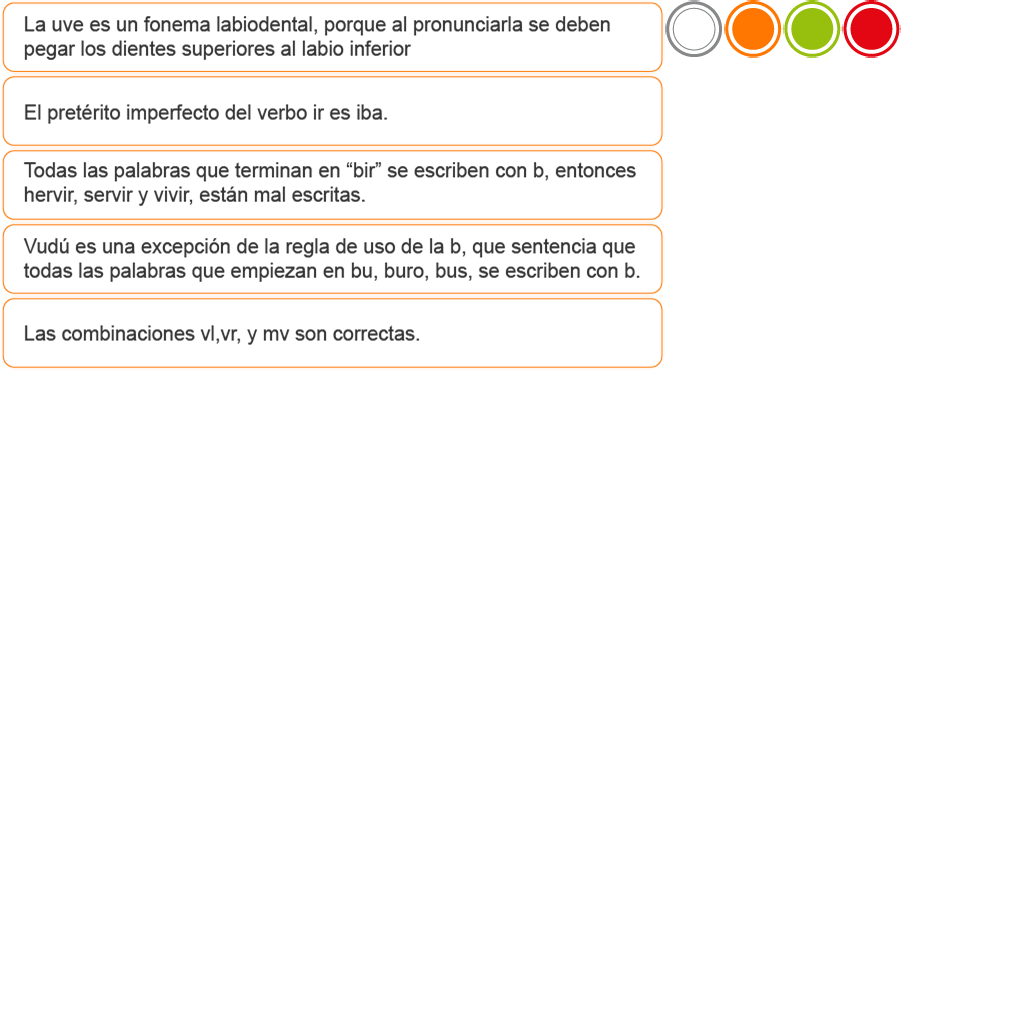 La uve es un fonema labiodental, porque al pronunciarla se deben
pegar los dientes superiores al labio inferior
El pretérito imperfecto del verbo ir es iba.
Todas las palabras que terminan en “bir” se escriben con b, entonces
hervir, servir y vivir, están mal escritas.
Vudú es una excepción de la regla de uso de la b, que sentencia que
todas las palabras que empiezan en bu, buro, bus, se escriben con b.
Las combinaciones vl,vr, y mv son correctas.